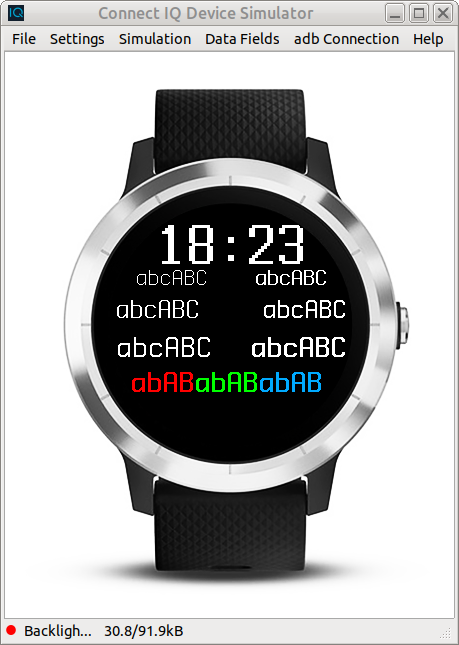 IQ Connect IQ Device Simulator
File Settings Simulation Data Fields adb Connection Help
18:23
abcABC abcABC
abcABC abcABC
abcABC abcABC
abABabABabAB
Backligh... 30.8/91.9kB